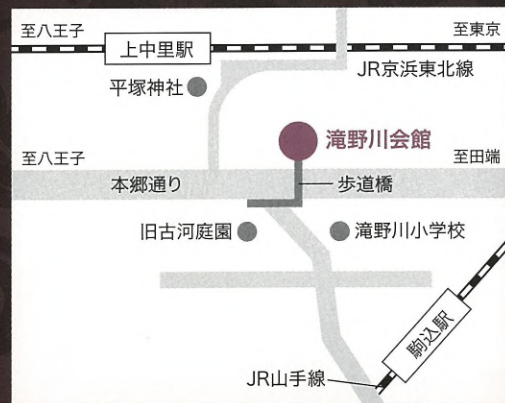 至八王子
至東京
上中里駅
JR京浜東北線
平塚神社
滝野川会館
至八王子
至田端
本郷通り
歩道橋
旧古河庭園
滝野川小学校
駒込駅
JR山手線